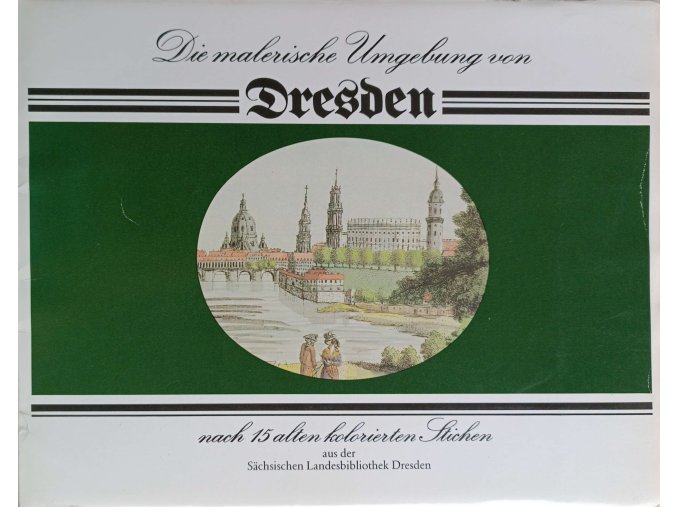 Die malerische Umgebung von
Dresden
nach 15 alten kolorierten Stichen
aus der
Sächsischen Landesbibliothek Dresden